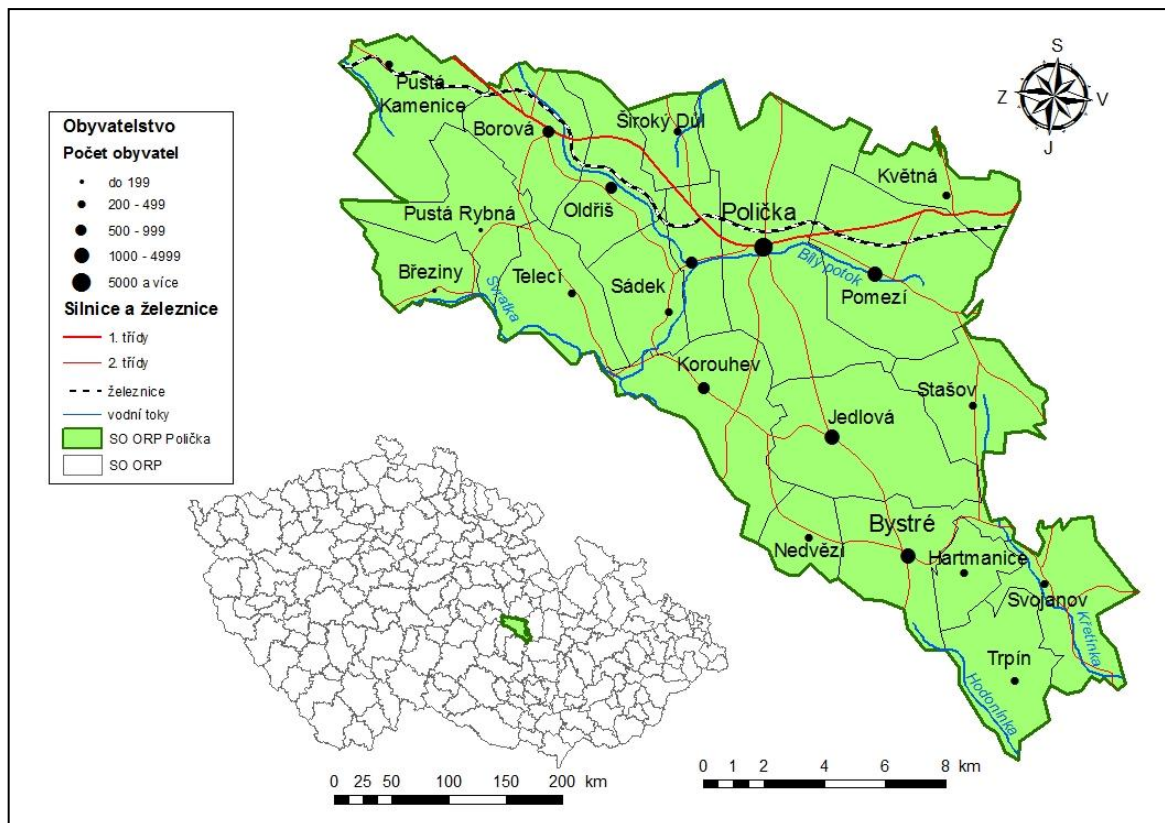 Obyvatelstvo
Počet obyvatel
do 199
200 - 499
500 - 999
1000 - 4999
5000 a více
Silnice a železnice
1. třídy
2. třídy
železnice
vodní toky
SO ORP Polička
SO ORP
S
Z
V
J
Pustá
Kamenice
Borová
Široký Důl
Květná
Oldřiš
Polička
Pustá Rybná
Březiny
Telecí
Sádek
Svratka
Bílý potok
Pomezí
Korouhev
Stašov
Jedlová
Bystré
Nedvězí
Hartmanice
Svojanov
Křetínka
Trpín
Hodonínka
0 25 50 100 150 200 km
0 1 2 4 6 8 km